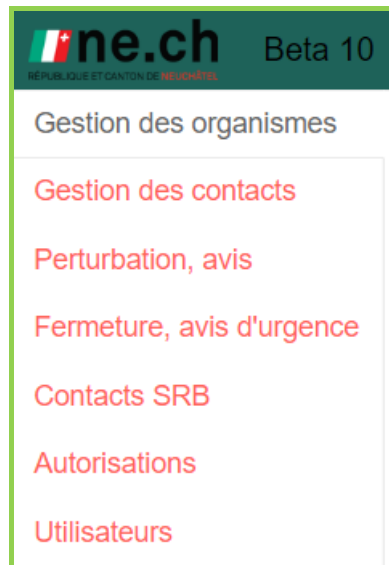 ne.ch Beta 10
RÉPUBLIQUE ET CANTON DE NEUCHÂTEL
Gestion des organismes
Gestion des contacts
Perturbation, avis
Fermeture, avis d'urgence
Contacts SRB
Autorisations
Utilisateurs